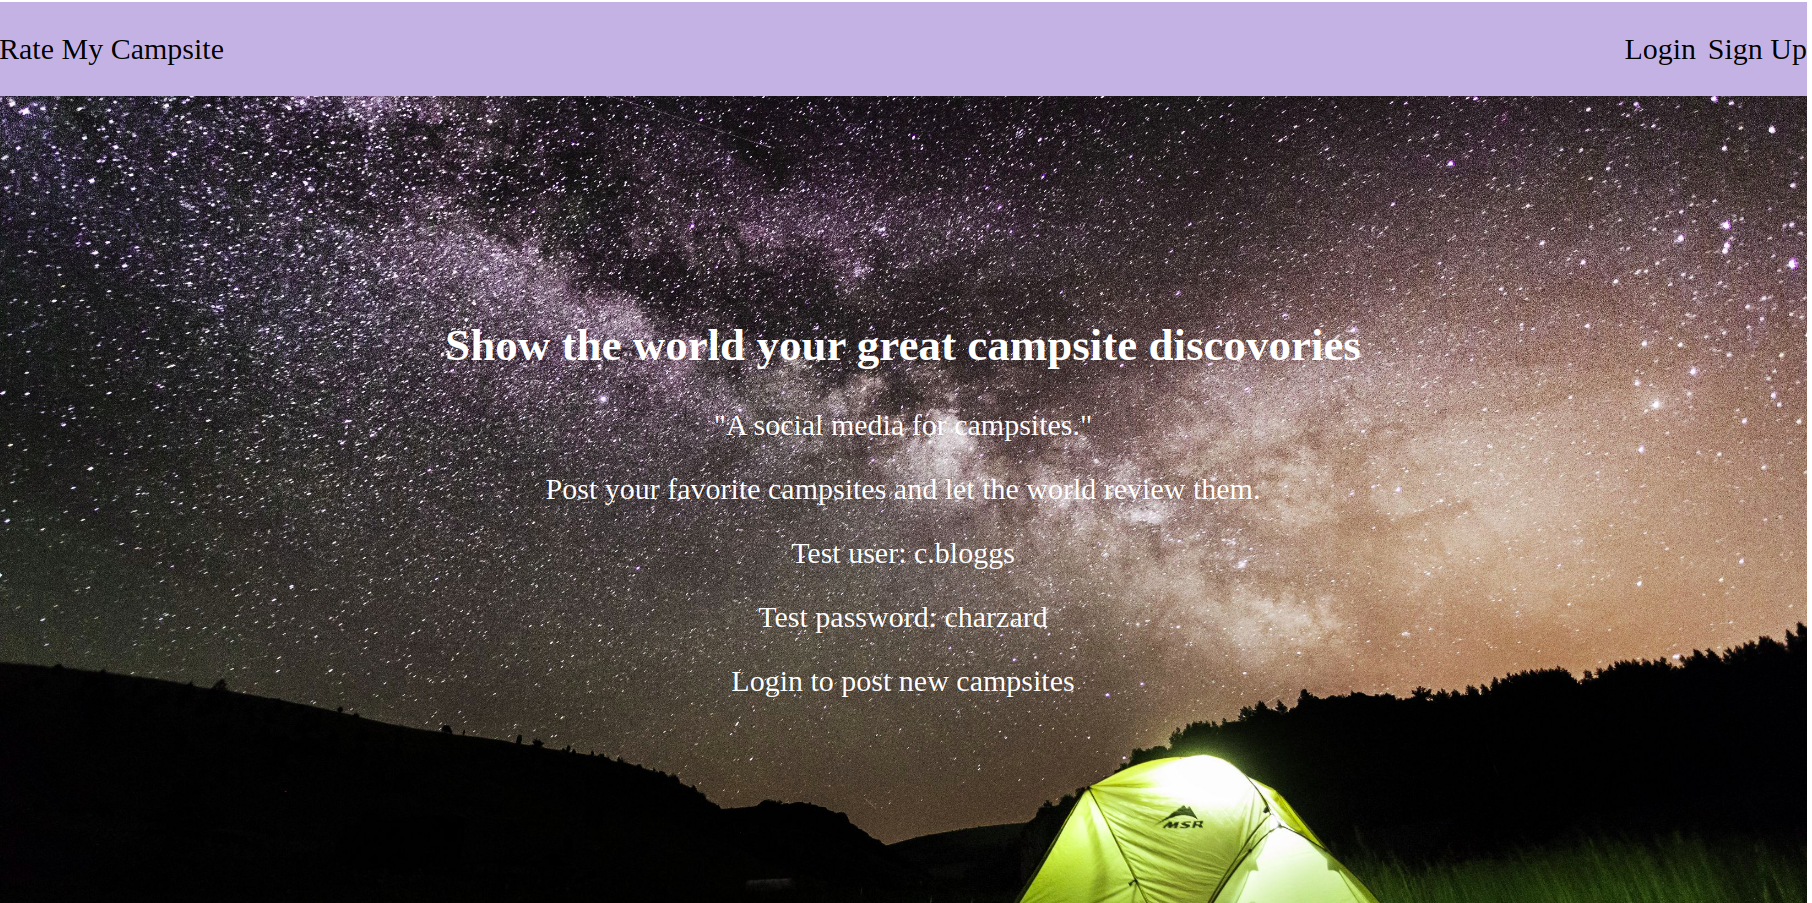 Rate My Campsite
Login Sign Up
Show the world your great campsite discovories
"A social media for campsites."
Post your favorite campsites and let the world review them.
Test user: c.bloggs
Test password: charzard
Login to post new campsites
MSR